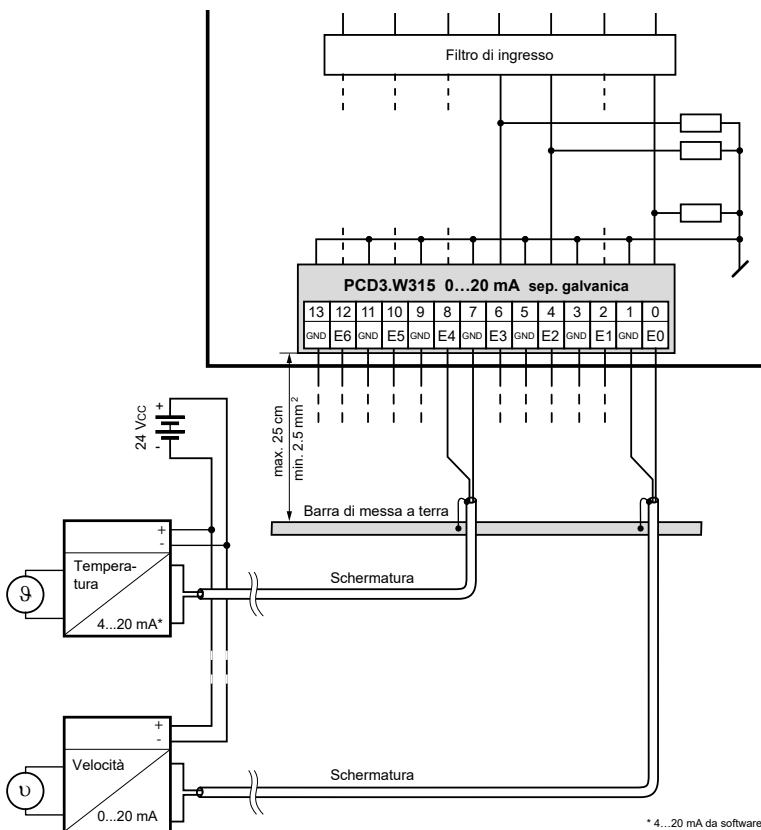 Filtro di ingresso
PCD3.W315 0...20 mA sep. galvanica
13 12 11 10 9 8 7 6 5 4 3 2 1 0
GND E6 GND E5 GND E4 GND E3 GND E2 GND E1 GND E0
max. 25 cm
min. 2.5 mm²
+
24 Vcc
-
Barra di messa a terra
+
-
Tempera-
tura
ϑ
4...20 mA*
Schermatura
+
-
Velocità
υ
0...20 mA
Schermatura
* 4...20 mA da software